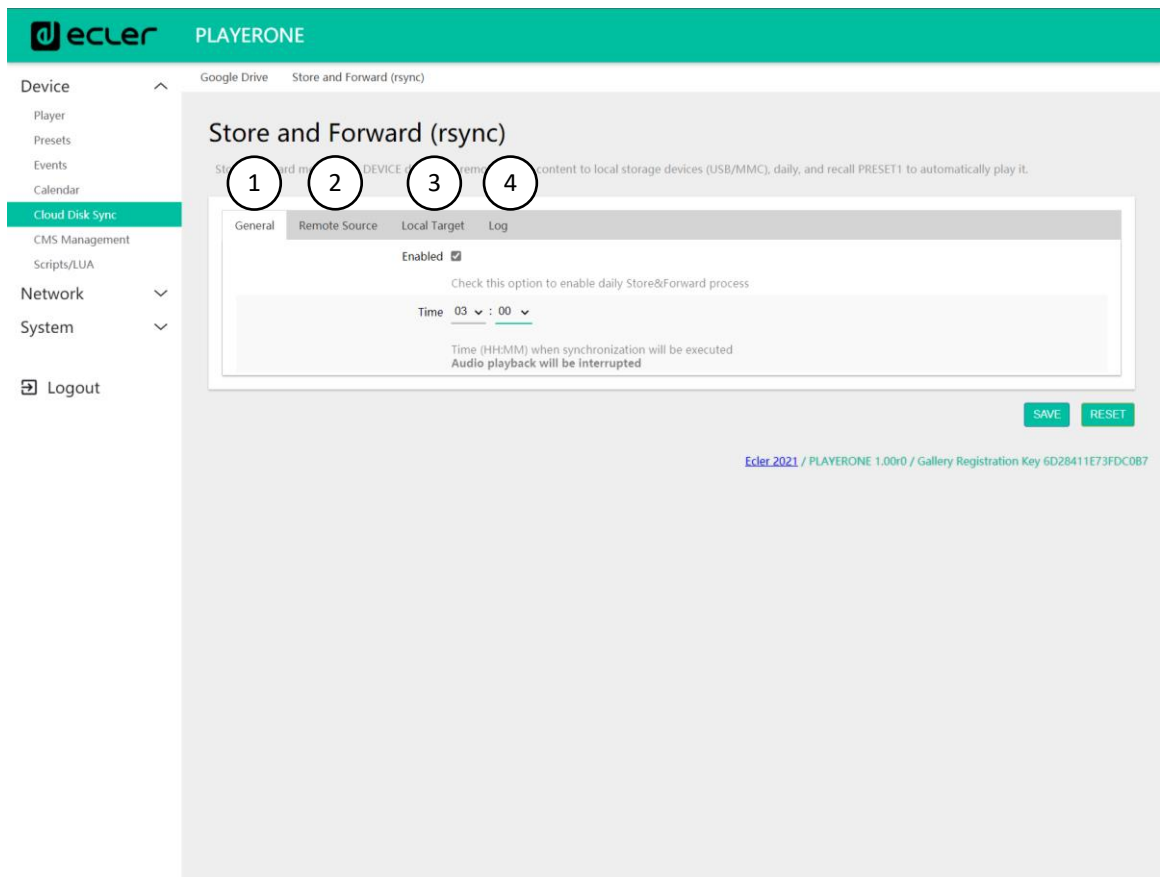 ecler PLAYERONE
Device
Player
Presets
Events
Calendar
Cloud Disk Sync
CMS Management
Scripts/LUA
Network
System
Logout
Google Drive Store and Forward (rsync)
Store and Forward (rsync)
DEVICE content to local storage devices (USB/MMC), daily, and recall PRESET1 to automatically play it.
1 2 3 4
General Remote Source Local Target Log
Enabled
Check this option to enable daily Store&Forward process
Time 03 : 00
Time (HH:MM) when synchronization will be executed
Audio playback will be interrupted
SAVE RESET
Ecler 2021 / PLAYERONE 1.00r0 / Gallery Registration Key 6D28411E73FDC0B7